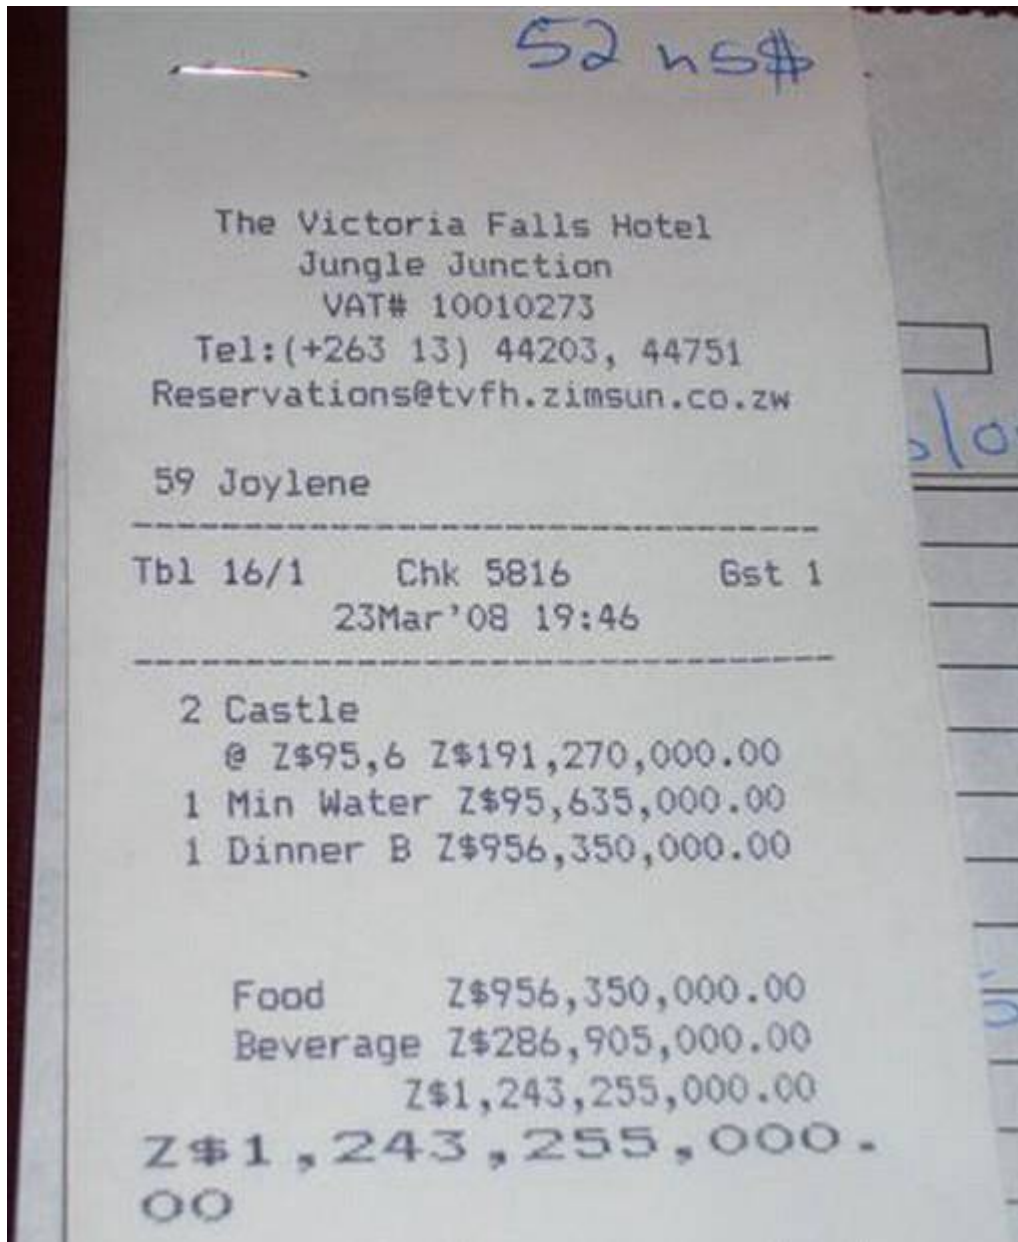 52 us$
The Victoria Falls Hotel
Jungle Junction
VAT# 10010273
Tel:(+263 13) 44203, 44751
Reservations@tvfh.zimsun.co.zw
59 Joylene
Tbl 16/1 Chk 5816 Gst 1
23Mar'08 19:46
2 Castle
@ Z$95,6 Z$191,270,000.00
1 Min Water Z$95,635,000.00
1 Dinner B Z$956,350,000.00
Food Z$956,350,000.00
Beverage Z$286,905,000.00
Z$1,243,255,000.00
Z$1,243,255,000.
00